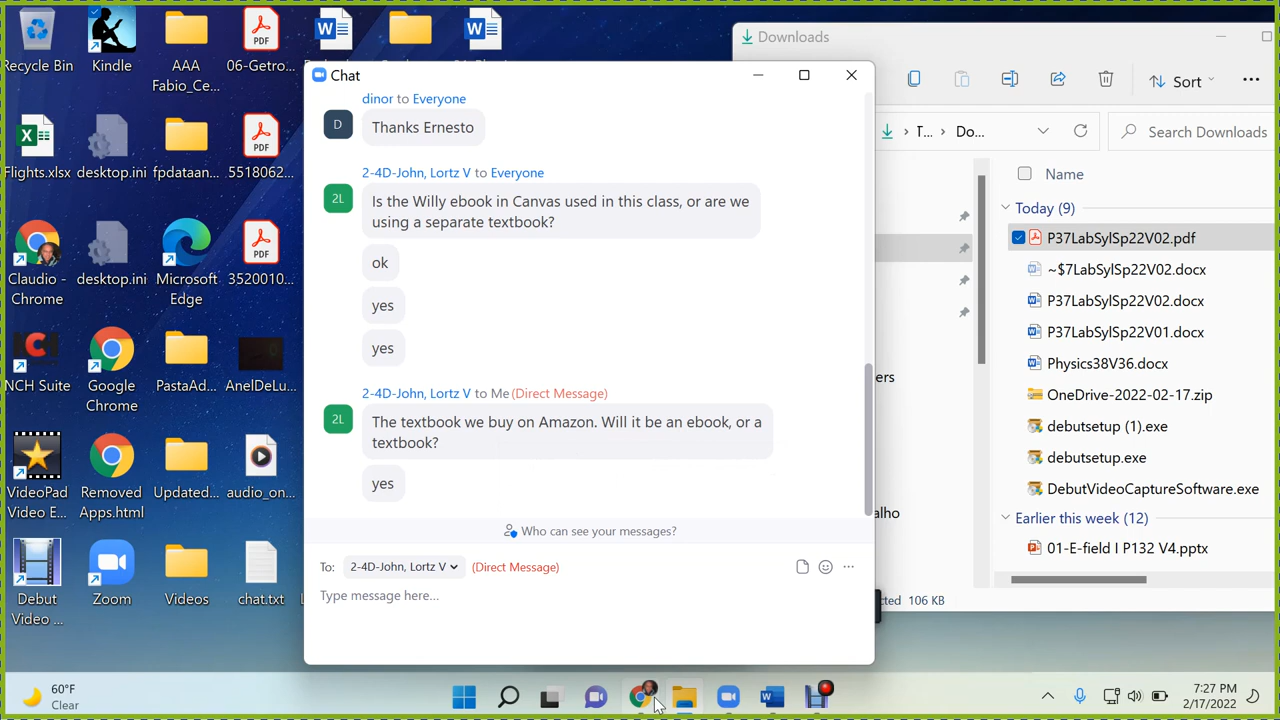 Recycle Bin
Kindle
AAA
Fabio_Ce...
06-Getro...
Flights.xlsx
desktop.ini
fpdataan...
5518062...
Claudio -
Chrome
desktop.ini
Microsoft
Edge
3520010...
NCH Suite
Google
Chrome
PastaAd...
AnelDeLu...
VideoPad
Video E...
Removed
Apps.html
Updated...
audio_on...
Debut
Video ...
Zoom
Videos
chat.txt
Chat
dinor to Everyone
D
Thanks Ernesto
2-4D-John, Lortz V to Everyone
2L
Is the Willy ebook in Canvas used in this class, or are we
using a separate textbook?
ok
yes
yes
2-4D-John, Lortz V to Me (Direct Message)
2L
The textbook we buy on Amazon. Will it be an ebook, or a
textbook?
yes
Who can see your messages?
To: 2-4D-John, Lortz V (Direct Message)
Type message here...
Downloads
Sort
T... Do...
Search Downloads
Name
Today (9)
P37LabSylSp22V02.pdf
~$7LabSylSp22V02.docx
P37LabSylSp22V02.docx
P37LabSylSp22V01.docx
Physics38V36.docx
OneDrive-2022-02-17.zip
debutsetup (1).exe
debutsetup.exe
DebutVideoCaptureSoftware.exe
Earlier this week (12)
01-E-field I P132 V4.pptx
106 KB
60°F
Clear
7:27 PM
2/17/2022